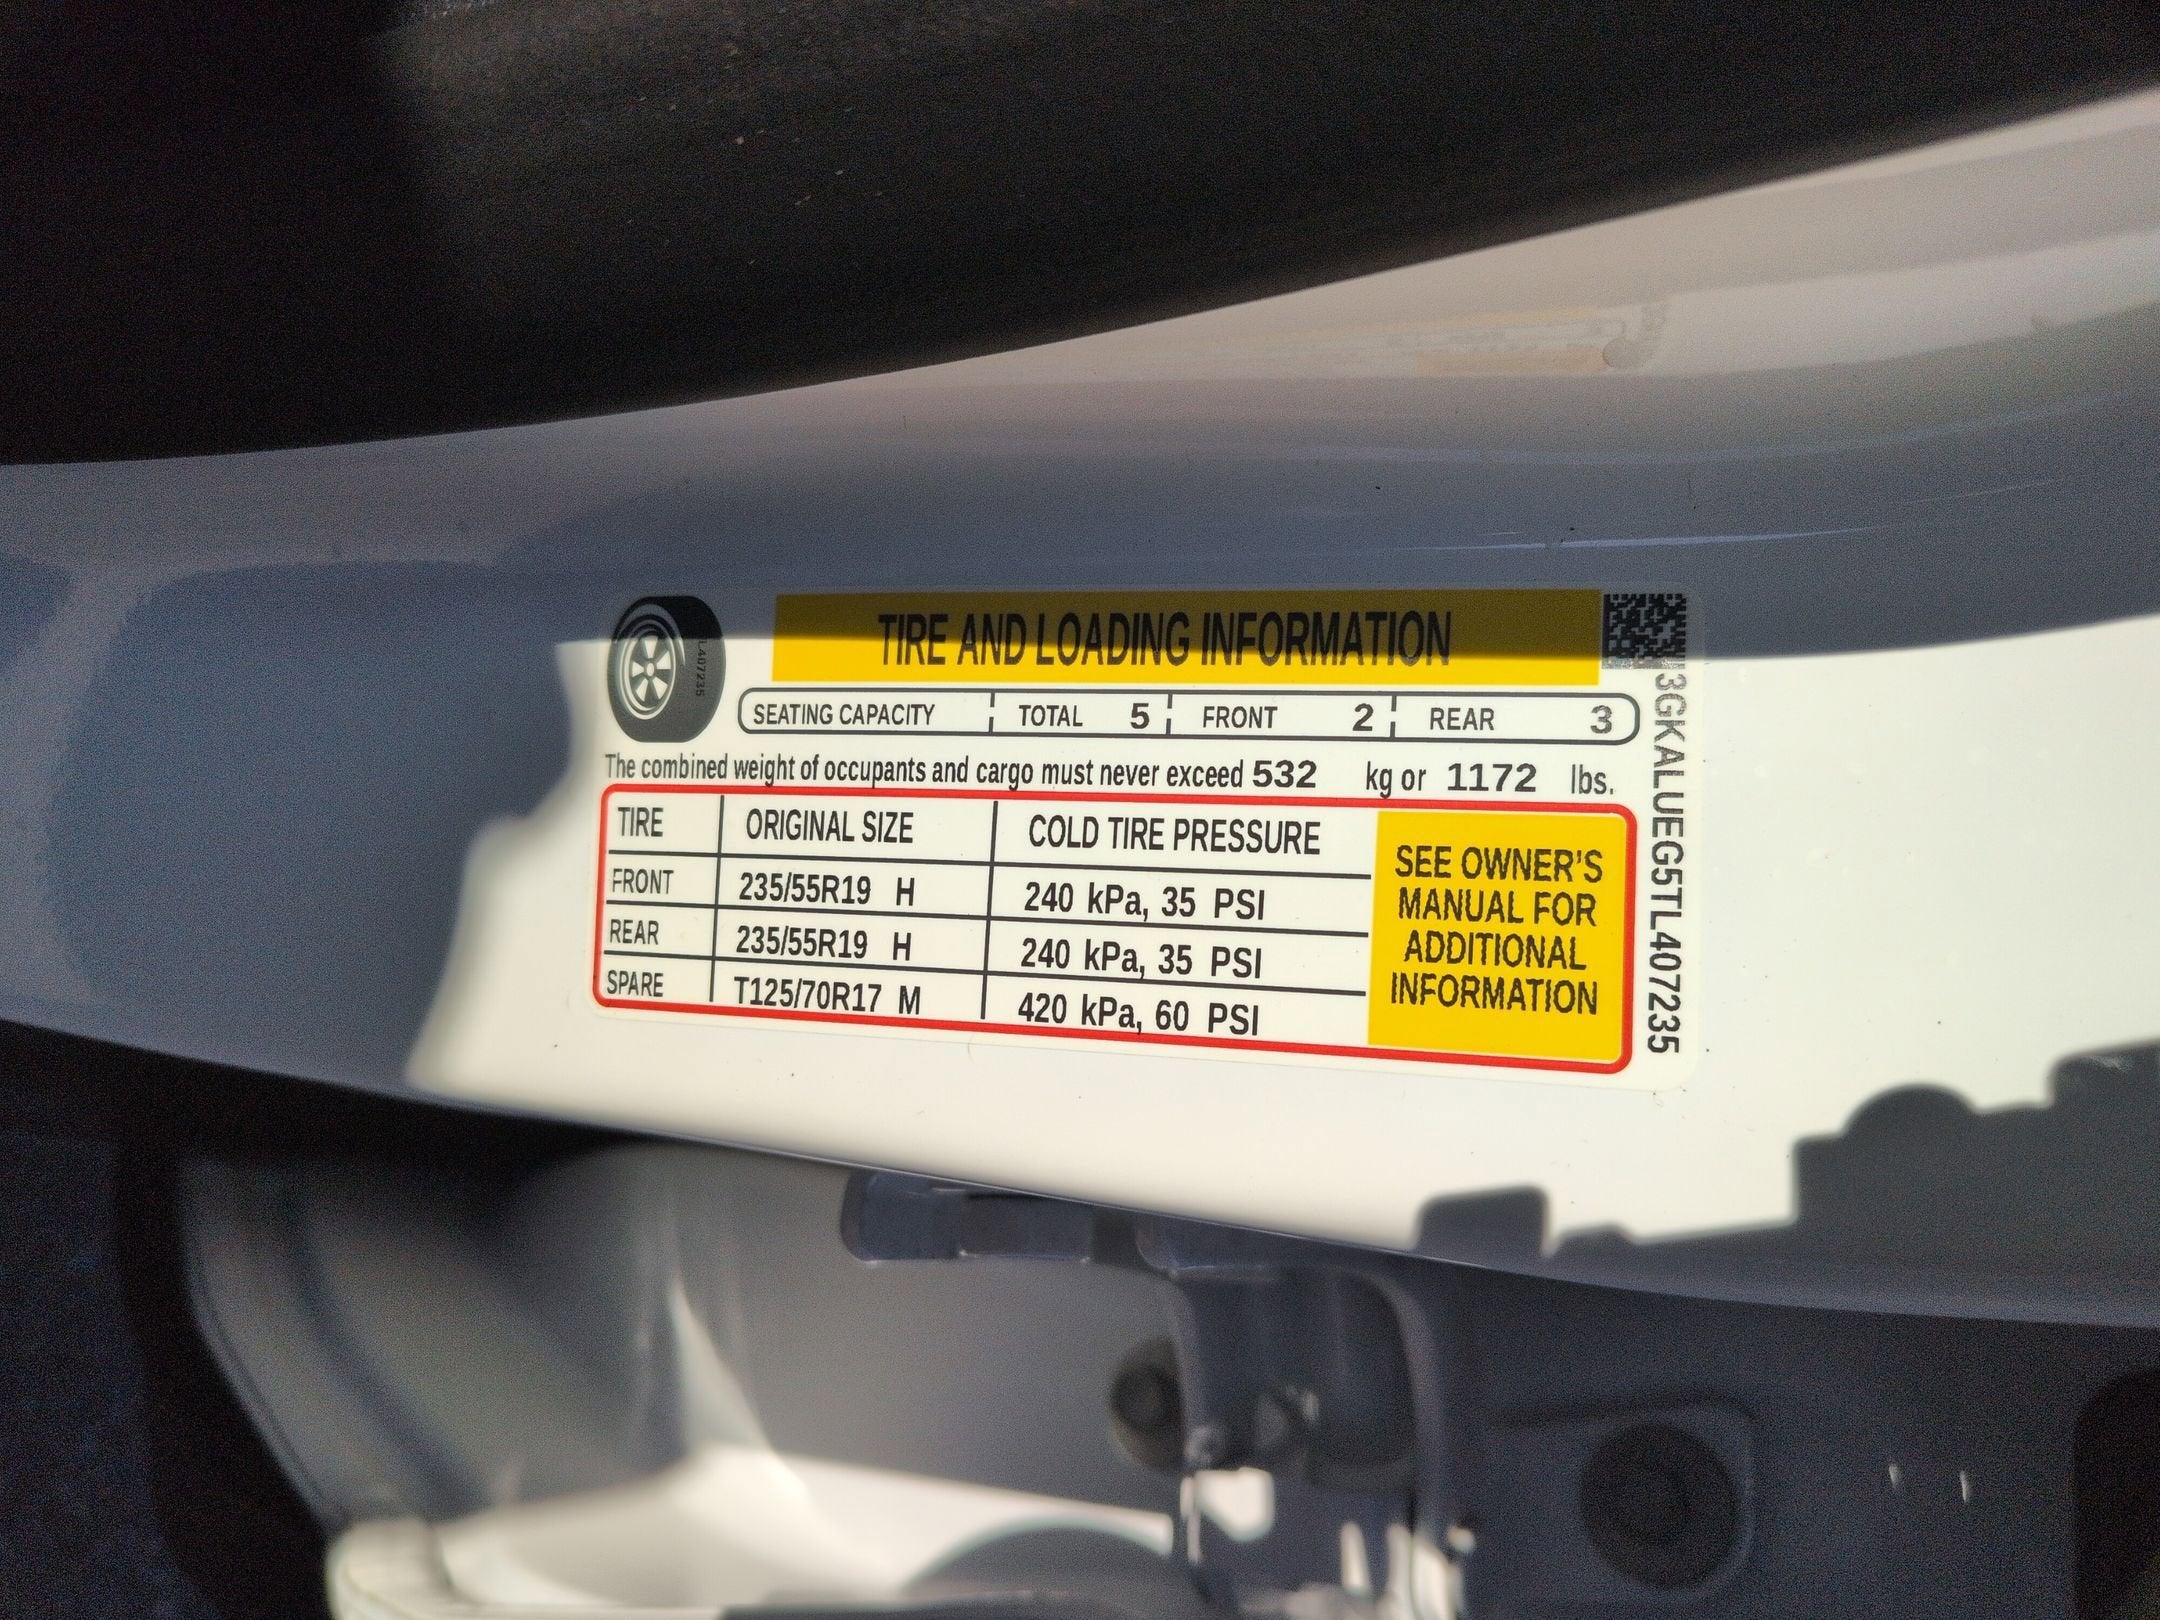 TIRE AND LOADING INFORMATION
L407235
SEATING CAPACITY TOTAL 5 FRONT 2 REAR 3
The combined weight of occupants and cargo must never exceed 532 kg or 1172 lbs.
TIRE ORIGINAL SIZE COLD TIRE PRESSURE
FRONT 235/55R19 H 240 kPa, 35 PSI
REAR 235/55R19 H 240 kPa, 35 PSI
SPARE T125/70R17 M 420 kPa, 60 PSI
SEE OWNER'S
MANUAL FOR
ADDITIONAL
INFORMATION
3GKALUEG5TL407235